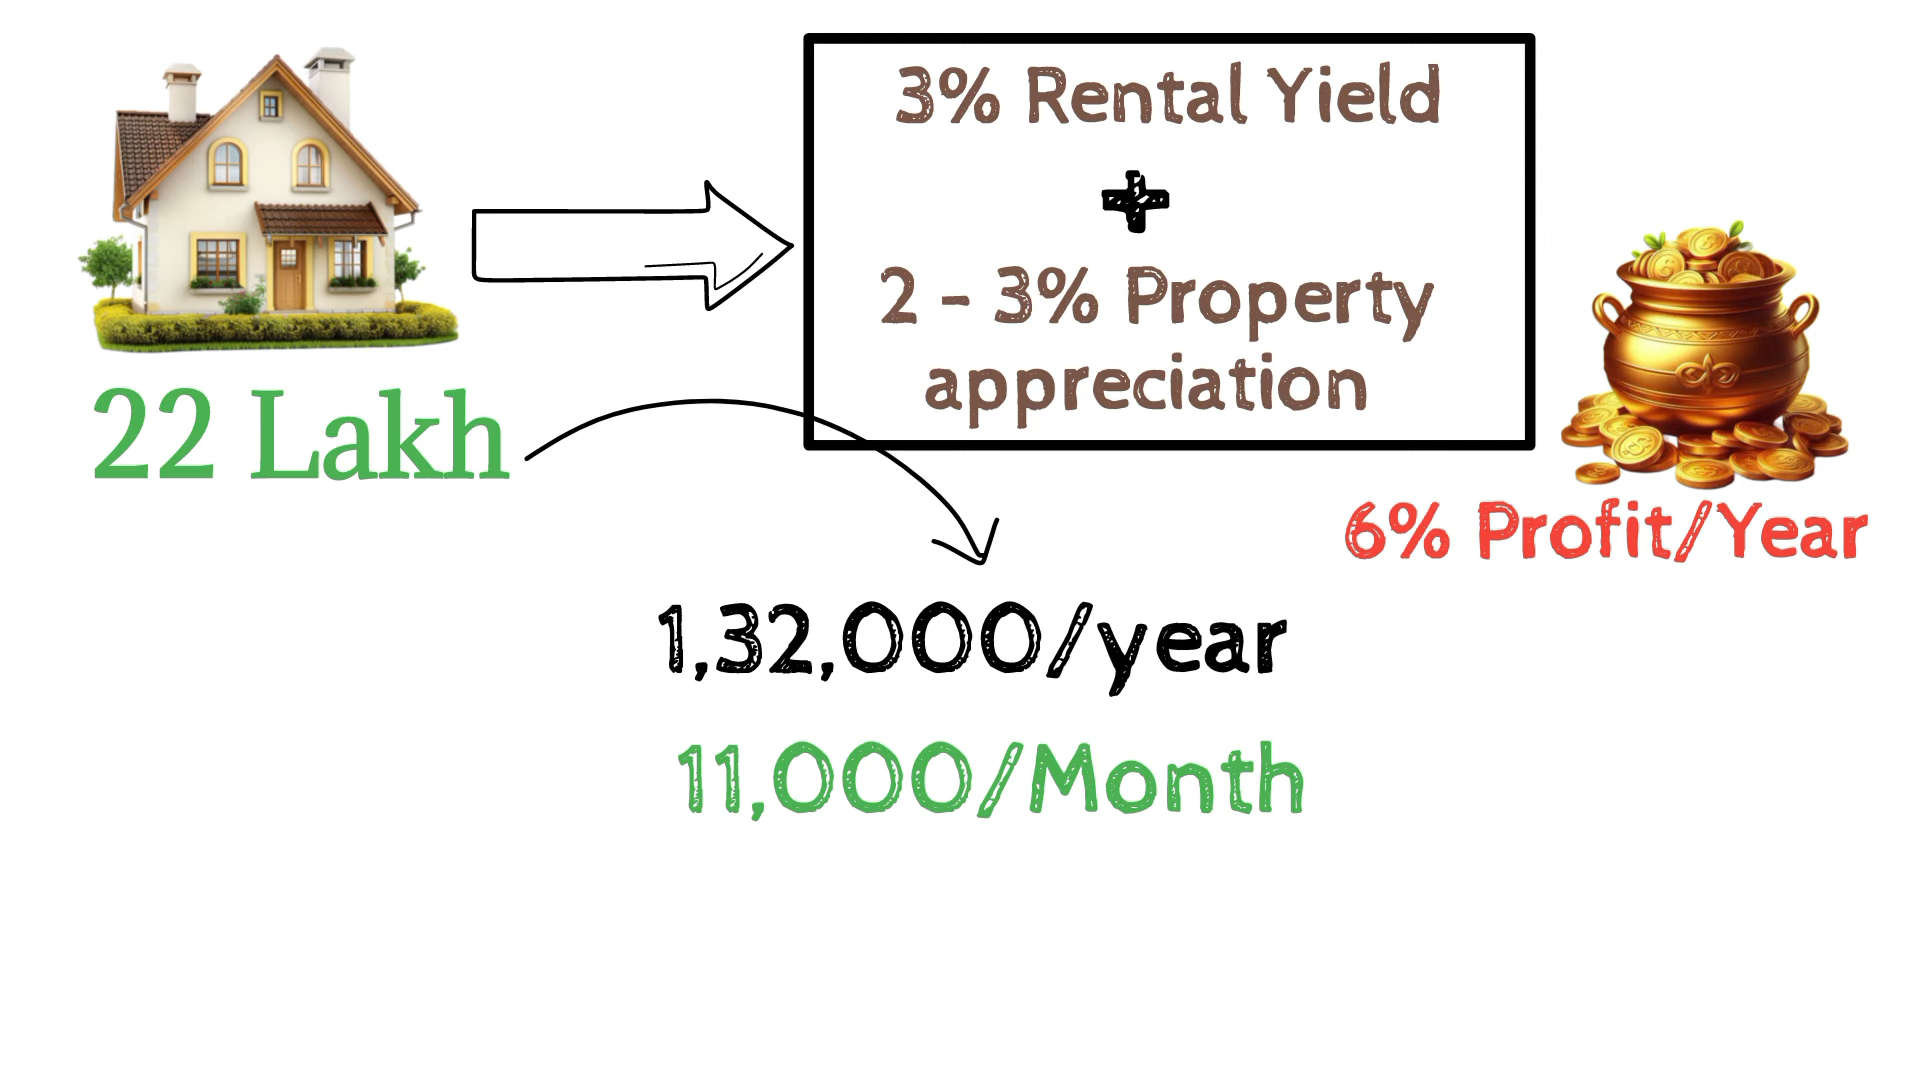 3% Rental Yield
+
2 - 3% Property
appreciation
22 Lakh
6% Profit/Year
1,32,000/year
11,000/Month